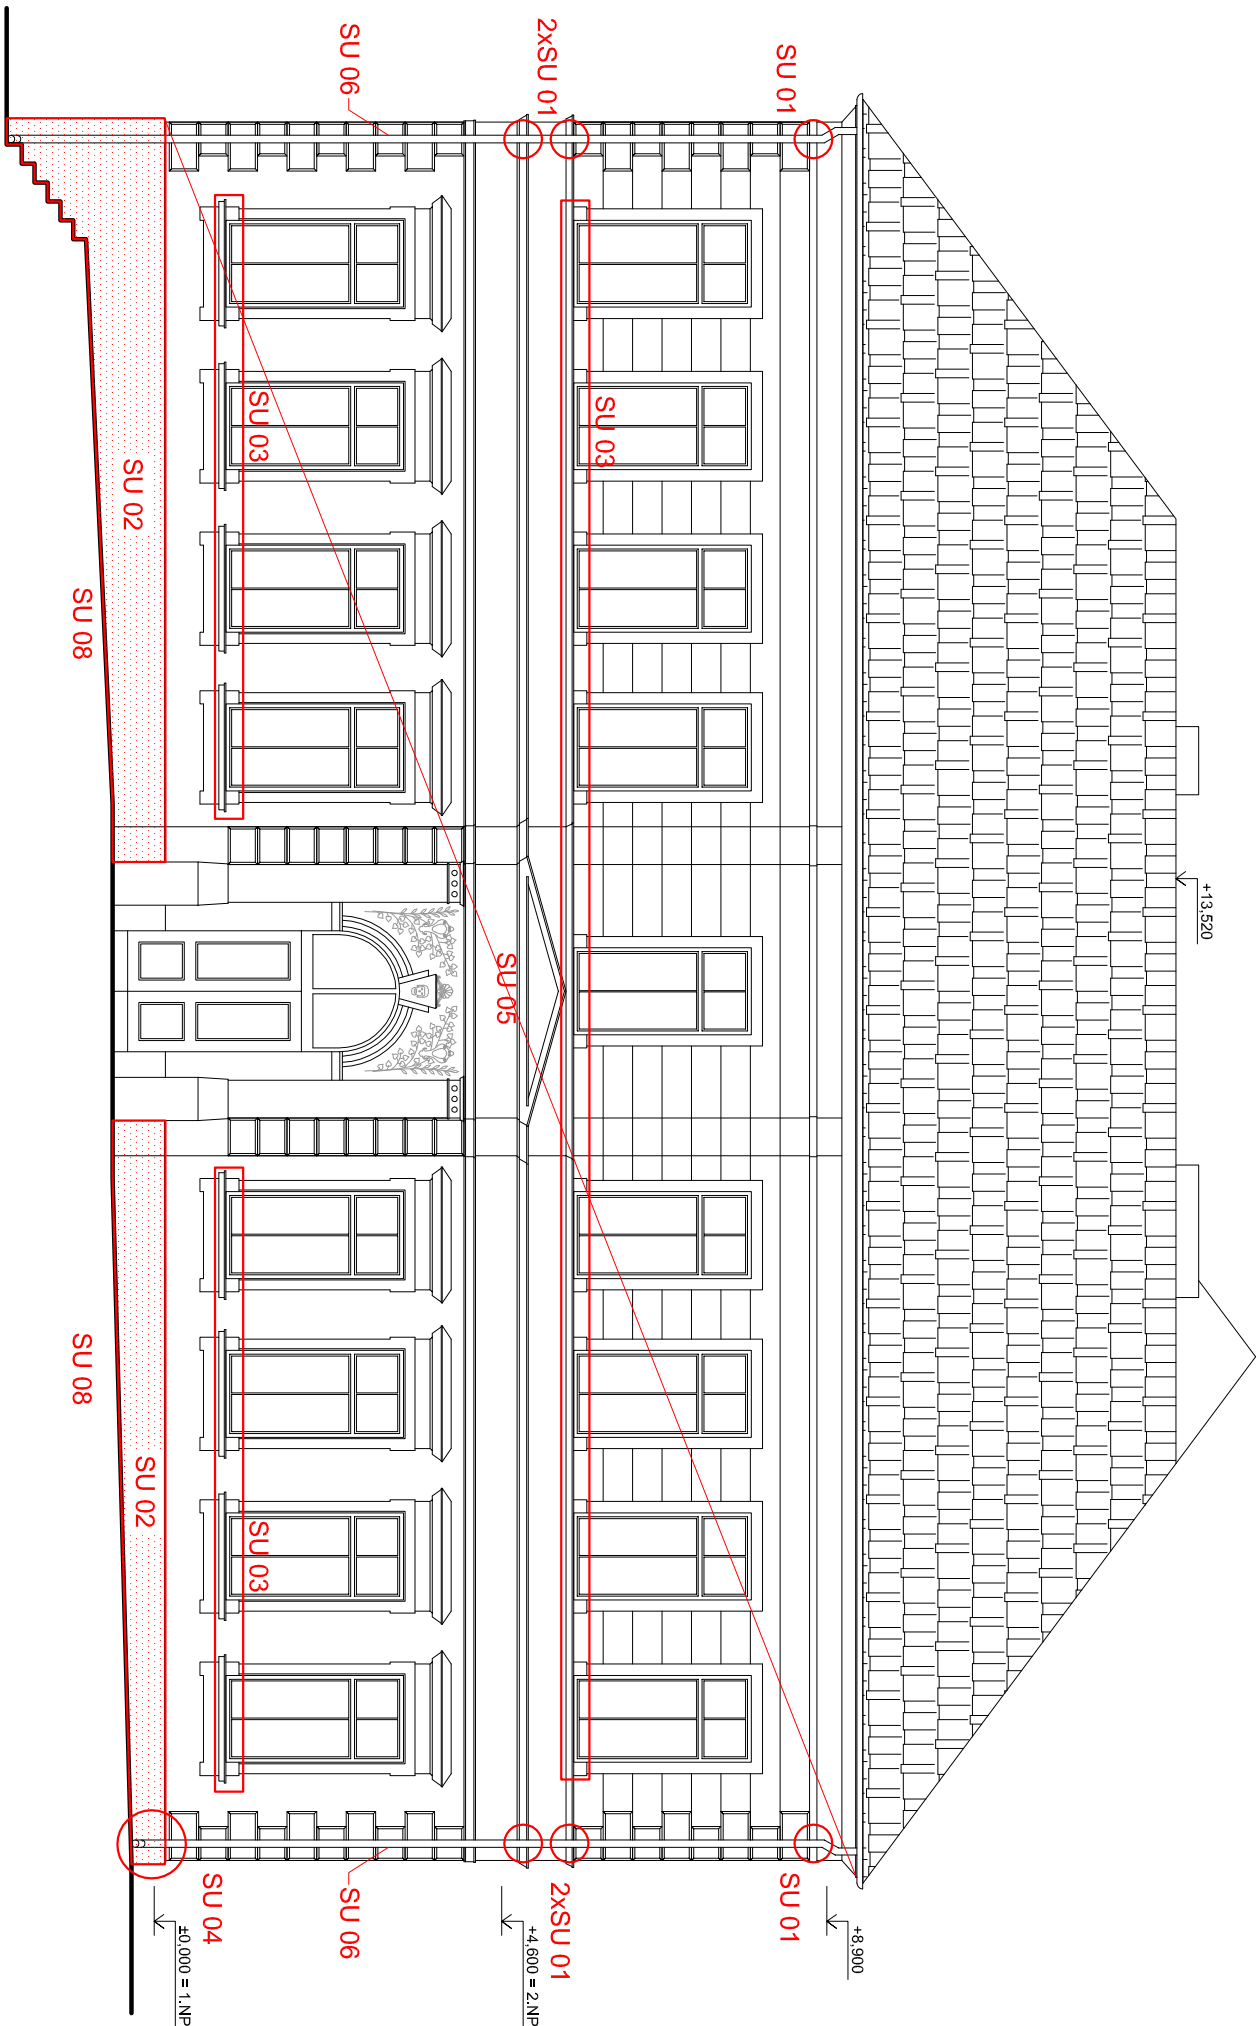 +13,520
+8,900
SU 01
SU 01
SU 03
2xSU 01
2xSU 01
+4,600 = 2.NP
SU 05
SU 06
SU 06
SU 03
SU 03
SU 04
±0,000 = 1.NP
SU 02
SU 02
SU 08
SU 08